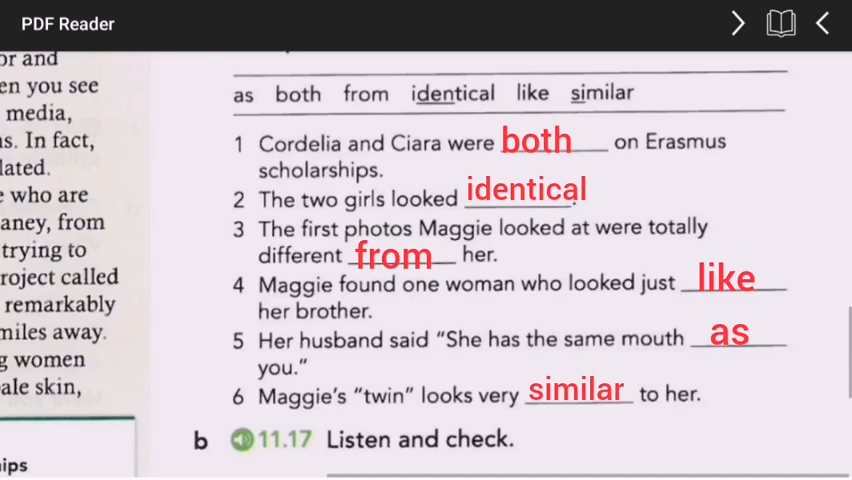 PDF Reader
or and
en you see
media,
ns. In fact,
lated.
e who are
aney, from
trying to
roject called
remarkably
miles away.
g women
ale skin,
ips
as both from identical like similar
1 Cordelia and Ciara were both on Erasmus
scholarships.
2 The two girls looked identical.
3 The first photos Maggie looked at were totally
different from her.
4 Maggie found one woman who looked just like
her brother.
5 Her husband said “She has the same mouth as
you.”
6 Maggie’s “twin” looks very similar to her.
b 11.17 Listen and check.